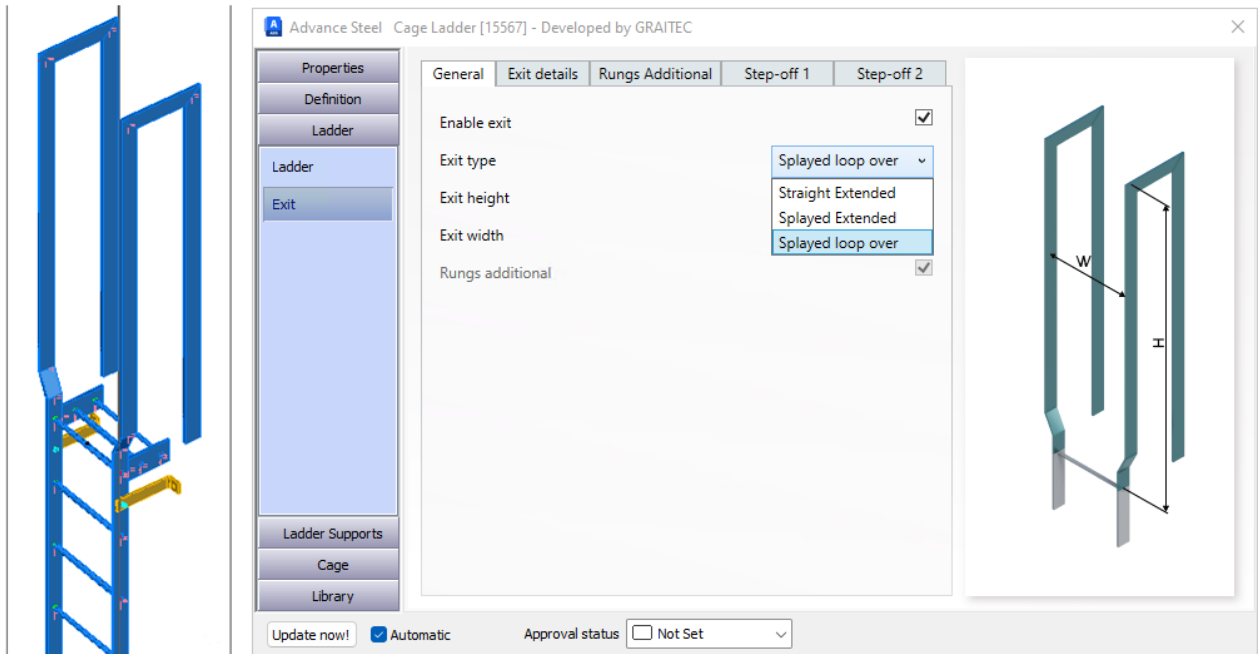 Advance Steel Cage Ladder [15567] - Developed by GRAITEC
Properties
Definition
Ladder
Ladder
Exit
Ladder Supports
Cage
Library
General Exit details Rungs Additional Step-off 1 Step-off 2
Enable exit
Exit type Splayed loop over
Exit height
Exit width
Rungs additional
Straight Extended
Splayed Extended
Splayed loop over
W
H
Update now! Automatic Approval status Not Set